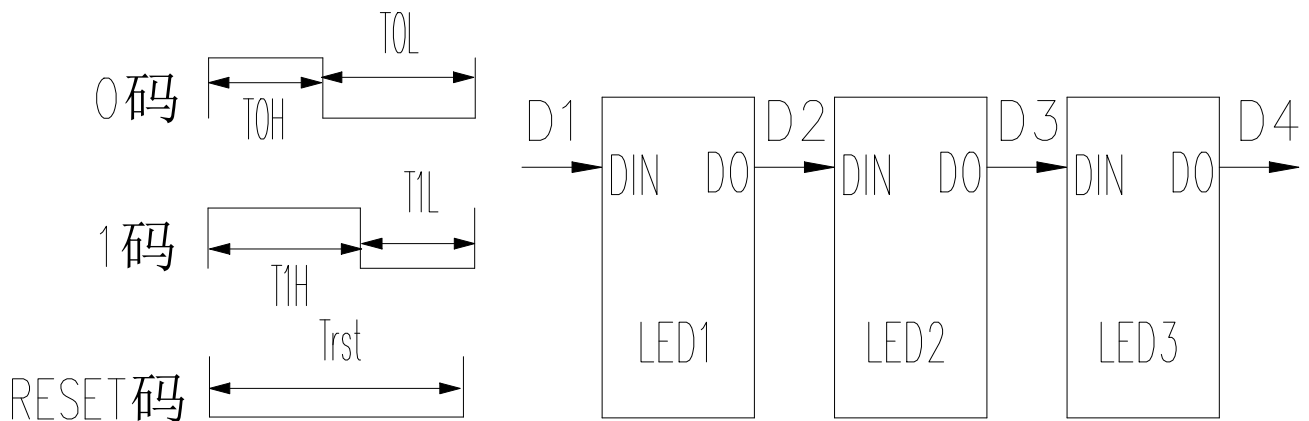 0码
T0H
T0L
1码
T1H
T1L
RESET码
Trst
D1
DIN
DO
LED1
D2
DIN
DO
LED2
D3
DIN
DO
LED3
D4